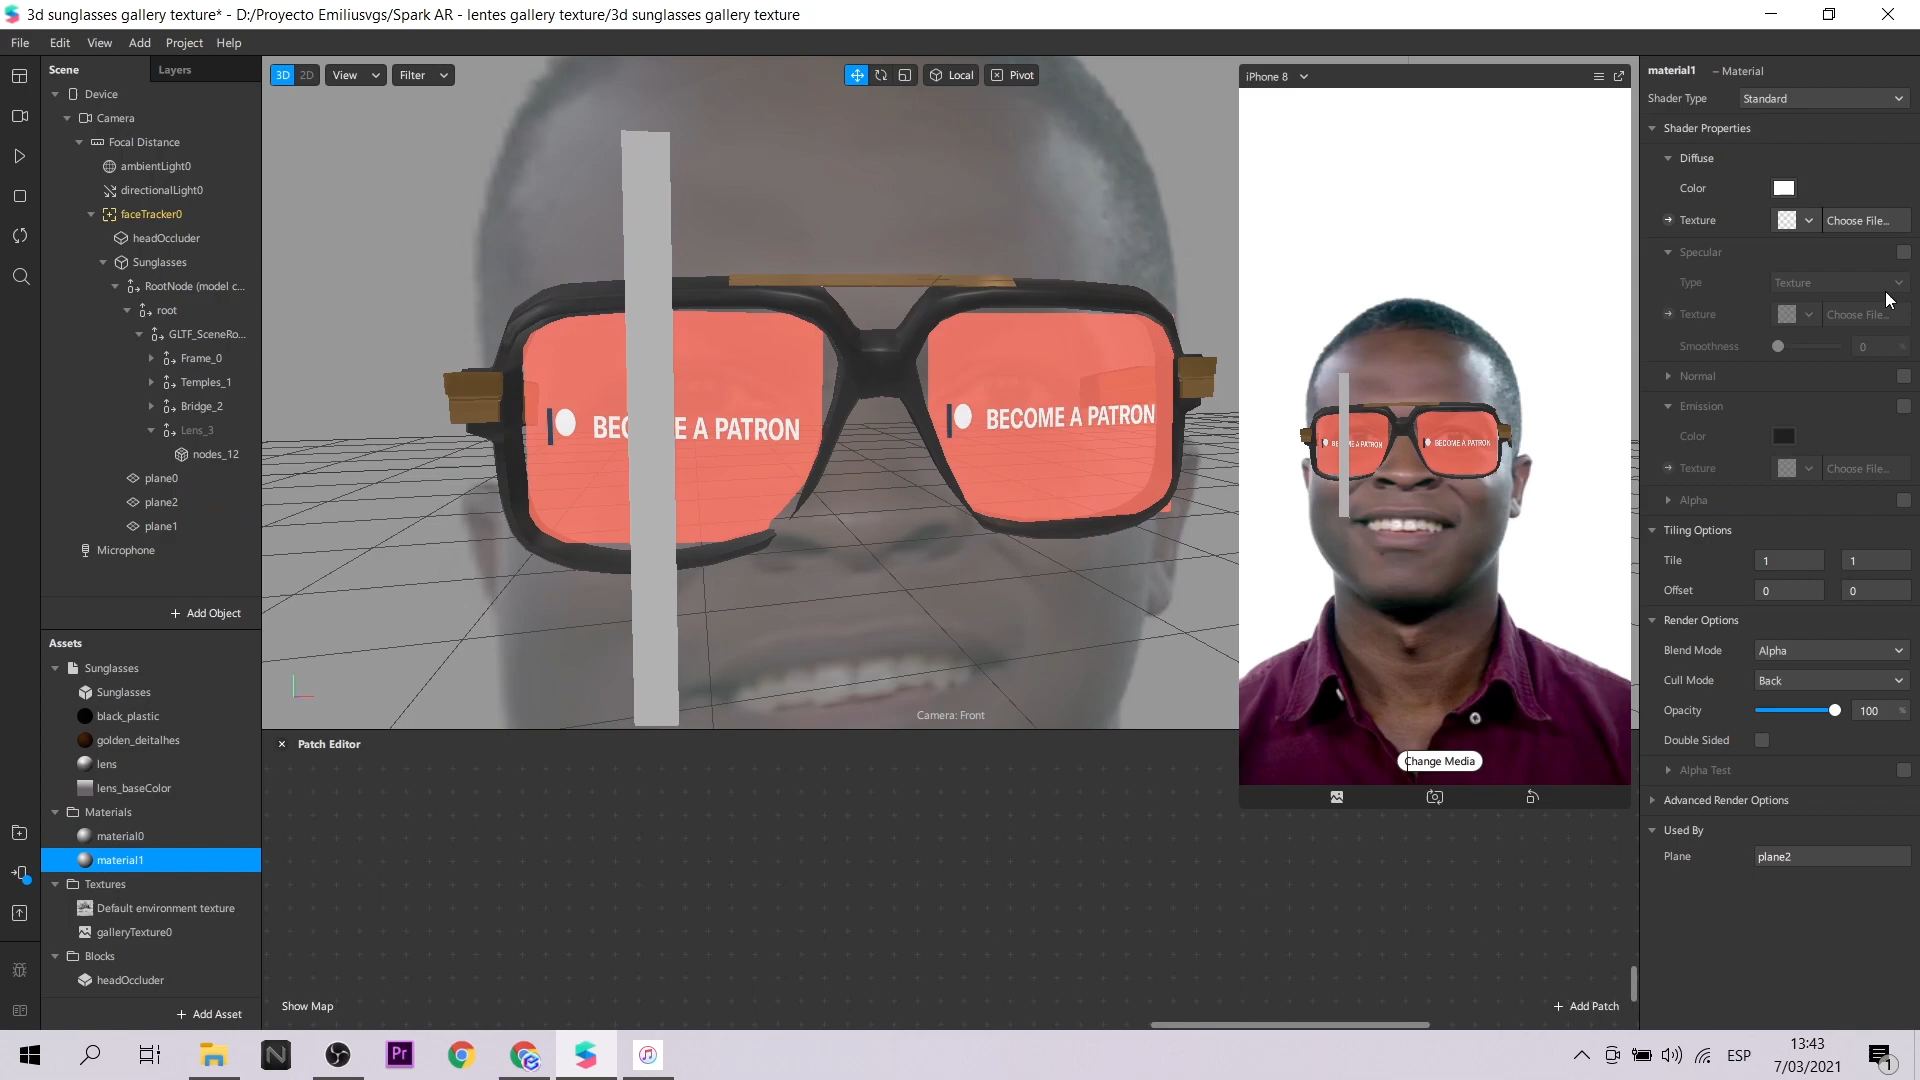 3d sunglasses gallery texture* - D:/Proyecto Emiliusvgs/Spark AR - lentes gallery texture/3d sunglasses gallery texture
File Edit View Add Project Help
Scene Layers
Device
Camera
Focal Distance
ambientLight0
directionalLight0
faceTracker0
headOccluder
Sunglasses
RootNode (model c...
root
GLTF_SceneRo...
Frame_0
Temples_1
Bridge_2
Lens_3
nodes_12
plane0
plane2
plane1
Microphone
+ Add Object
Assets
Sunglasses
Sunglasses
black_plastic
golden_deitalhes
lens
lens_baseColor
Materials
material0
material1
Textures
Default environment texture
galleryTexture0
Blocks
headOccluder
+ Add Asset
3D 2D View Filter Local Pivot
BEC E A PATRON
BECOME A PATRON
Camera: Front
Patch Editor
Show Map
+ Add Patch
iPhone 8
BECOME A PATRON
Change Media
material1 – Material
Shader Type Standard
Shader Properties
Diffuse
Color
Texture Choose File...
Specular
Type Texture
Texture Choose File...
Smoothness 0 %
Normal
Emission
Color
Texture Choose File...
Alpha
Tiling Options
Tile 1 1
Offset 0 0
Render Options
Blend Mode Alpha
Cull Mode Back
Opacity 100 %
Double Sided
Alpha Test
Advanced Render Options
Used By
Plane plane2
Pr
ESP
13:43
7/03/2021
1